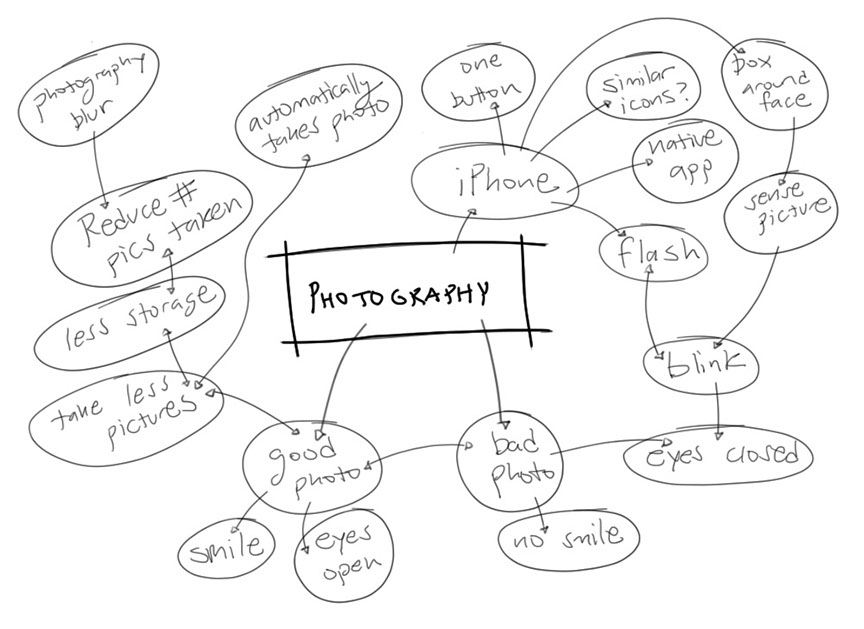 photography
blur
automatically
takes photo
one
button
similar
icons?
box
around
face
native
app
iPhone
Reduce #
pics taken
sense
picture
flash
less storage
PHOTOGRAPHY
blink
take less
pictures
good
photo
bad
photo
eyes closed
smile
eyes
open
no smile